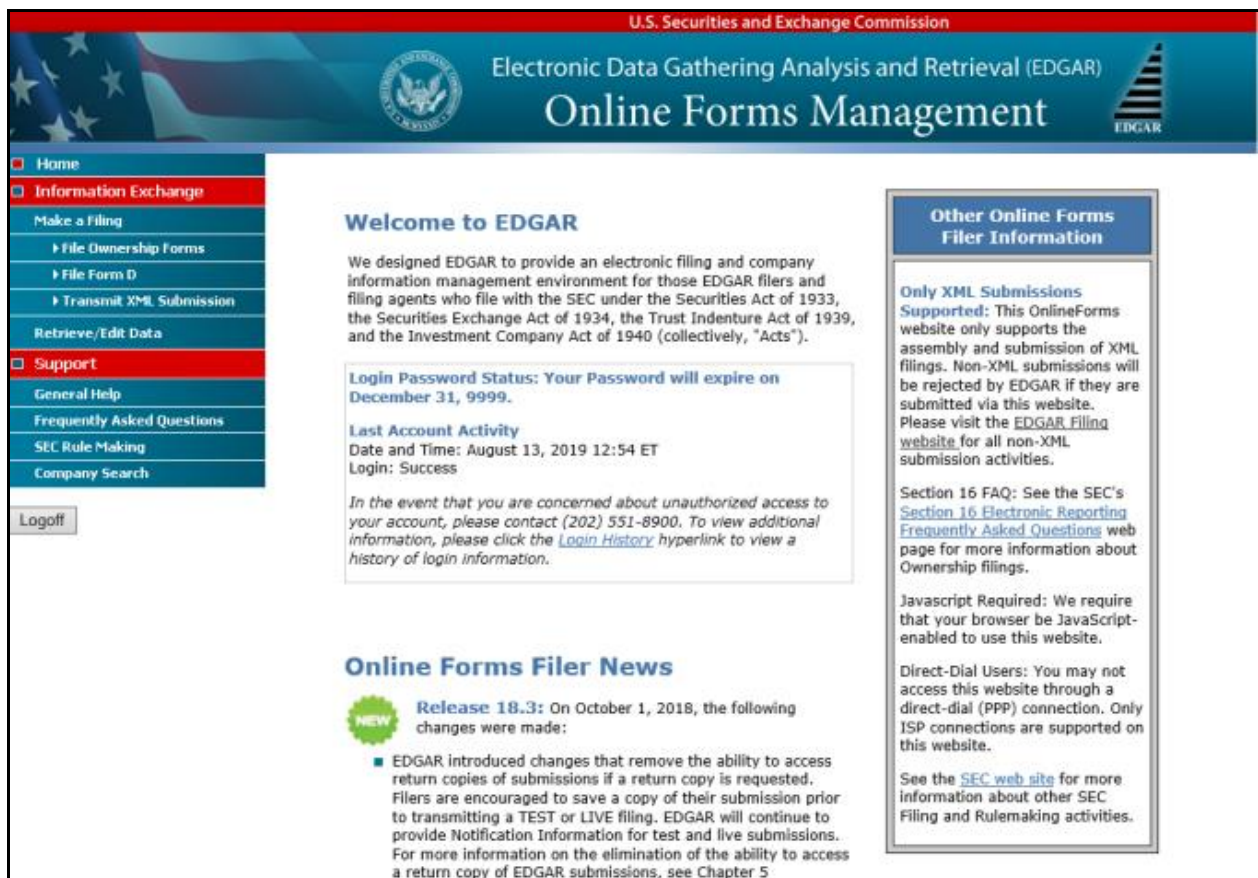 U.S. Securities and Exchange Commission
Electronic Data Gathering Analysis and Retrieval (EDGAR)
Online Forms Management
EDGAR
Home
Information Exchange
Make a Filing
File Ownership Forms
File Form D
Transmit XML Submission
Retrieve/Edit Data
Support
General Help
Frequently Asked Questions
SEC Rule Making
Company Search
Logoff
Welcome to EDGAR
We designed EDGAR to provide an electronic filing and company
information management environment for those EDGAR filers and
filing agents who file with the SEC under the Securities Act of 1933,
the Securities Exchange Act of 1934, the Trust Indenture Act of 1939,
and the Investment Company Act of 1940 (collectively, "Acts").
Login Password Status: Your Password will expire on
December 31, 9999.
Last Account Activity
Date and Time: August 13, 2019 12:54 ET
Login: Success
In the event that you are concerned about unauthorized access to
your account, please contact (202) 551-8900. To view additional
information, please click the Login History hyperlink to view a
history of login information.
Online Forms Filer News
NEW
Release 18.3: On October 1, 2018, the following
changes were made:
EDGAR introduced changes that remove the ability to access
return copies of submissions if a return copy is requested.
Filers are encouraged to save a copy of their submission prior
to transmitting a TEST or LIVE filing. EDGAR will continue to
provide Notification Information for test and live submissions.
For more information on the elimination of the ability to access
a return copy of EDGAR submissions, see Chapter 5
Other Online Forms
Filer Information
Only XML Submissions
Supported: This OnlineForms
website only supports the
assembly and submission of XML
filings. Non-XML submissions will
be rejected by EDGAR if they are
submitted via this website.
Please visit the EDGAR Filing
website for all non-XML
submission activities.
Section 16 FAQ: See the SEC's
Section 16 Electronic Reporting
Frequently Asked Questions web
page for more information about
Ownership filings.
Javascript Required: We require
that your browser be JavaScript-
enabled to use this website.
Direct-Dial Users: You may not
access this website through a
direct-dial (PPP) connection. Only
ISP connections are supported on
this website.
See the SEC web site for more
information about other SEC
Filing and Rulemaking activities.